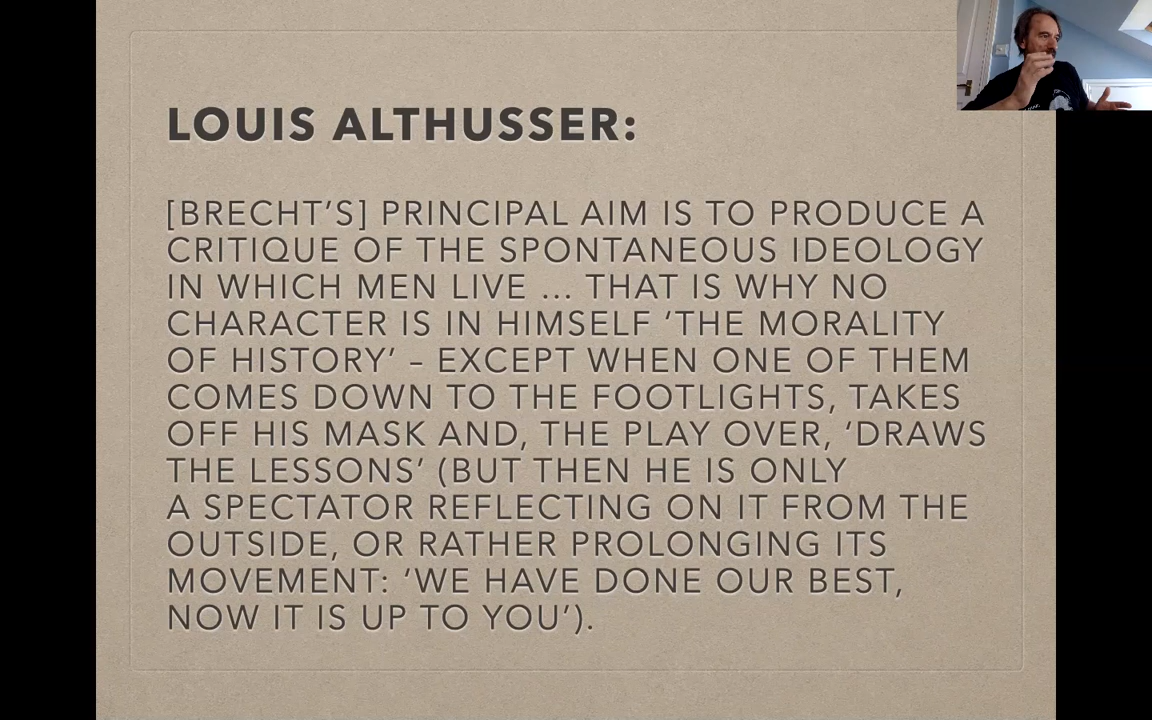 LOUIS ALTHUSSER:
[BRECHT’S] PRINCIPAL AIM IS TO PRODUCE A
CRITIQUE OF THE SPONTANEOUS IDEOLOGY
IN WHICH MEN LIVE … THAT IS WHY NO
CHARACTER IS IN HIMSELF ‘THE MORALITY
OF HISTORY’ – EXCEPT WHEN ONE OF THEM
COMES DOWN TO THE FOOTLIGHTS, TAKES
OFF HIS MASK AND, THE PLAY OVER, ‘DRAWS
THE LESSONS’ (BUT THEN HE IS ONLY
A SPECTATOR REFLECTING ON IT FROM THE
OUTSIDE, OR RATHER PROLONGING ITS
MOVEMENT: ‘WE HAVE DONE OUR BEST,
NOW IT IS UP TO YOU’).